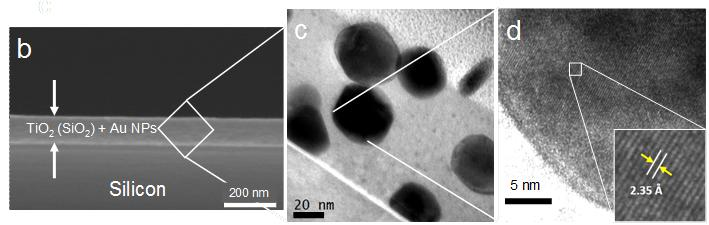 b
TiO2 (SiO2) + Au NPs
Silicon
200 nm
c
20 nm
d
5 nm
2.35 Å